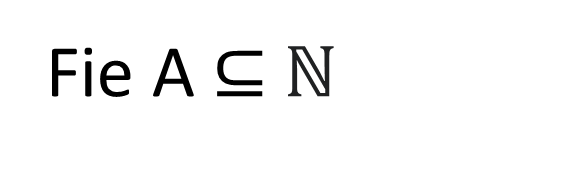 Fie A ⊆ ℕ